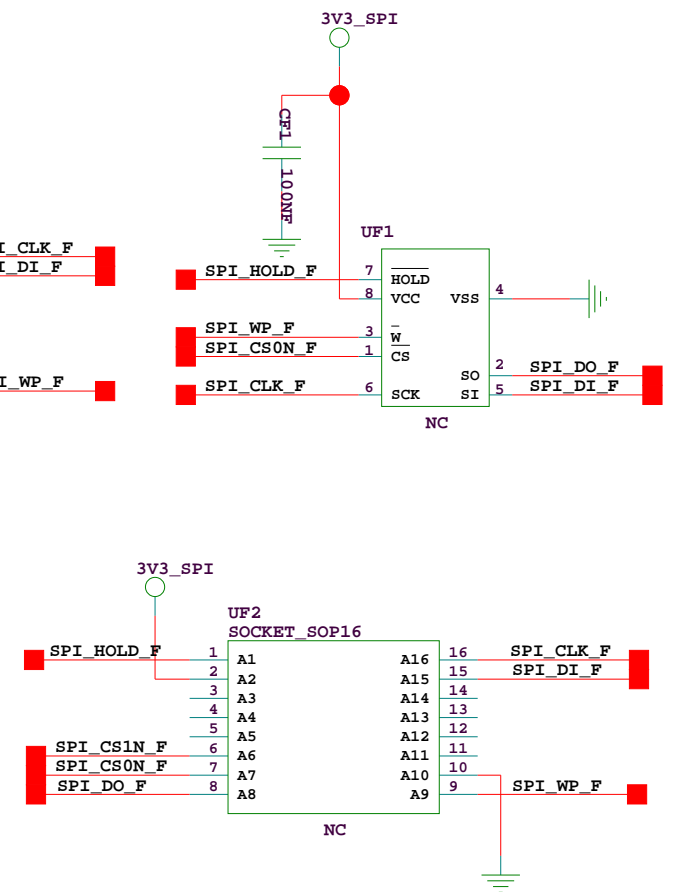 3V3_SPI
CF1
100NF
I_CLK_F
I_DI_F
I_WP_F
UF1
SPI_HOLD_F 7 HOLD
8 VCC VSS 4
SPI_WP_F 3 W
SPI_CS0N_F 1 CS
SO 2 SPI_DO_F
SPI_CLK_F 6 SCK SI 5 SPI_DI_F
NC
3V3_SPI
UF2
SOCKET_SOP16
SPI_HOLD_F 1 A1 A16 16 SPI_CLK_F
2 A2 A15 15 SPI_DI_F
3 A3 A14 14
4 A4 A13 13
5 A5 A12 12
SPI_CS1N_F 6 A6 A11 11
SPI_CS0N_F 7 A7 A10 10
SPI_DO_F 8 A8 A9 9 SPI_WP_F
NC